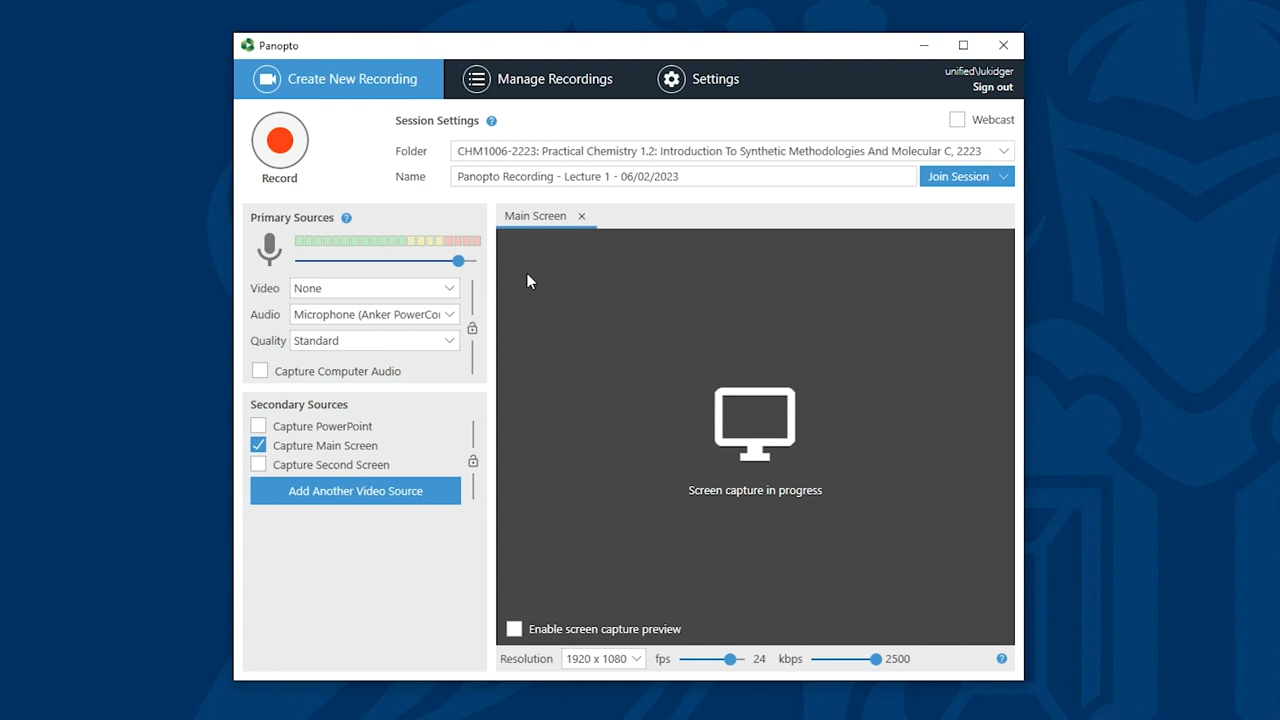 Panopto
Create New Recording
Manage Recordings
Settings
unified\lukidger
Sign out
Record
Session Settings ?
Webcast
Folder
CHM1006-2223: Practical Chemistry 1.2: Introduction To Synthetic Methodologies And Molecular C, 2223
Name
Panopto Recording - Lecture 1 - 06/02/2023
Join Session
Primary Sources ?
Video
None
Audio
Microphone (Anker PowerCo
Quality
Standard
Capture Computer Audio
Secondary Sources
Capture PowerPoint
Capture Main Screen
Capture Second Screen
Add Another Video Source
Main Screen
Screen capture in progress
Enable screen capture preview
Resolution 1920 x 1080 fps 24 kbps 2500 ?